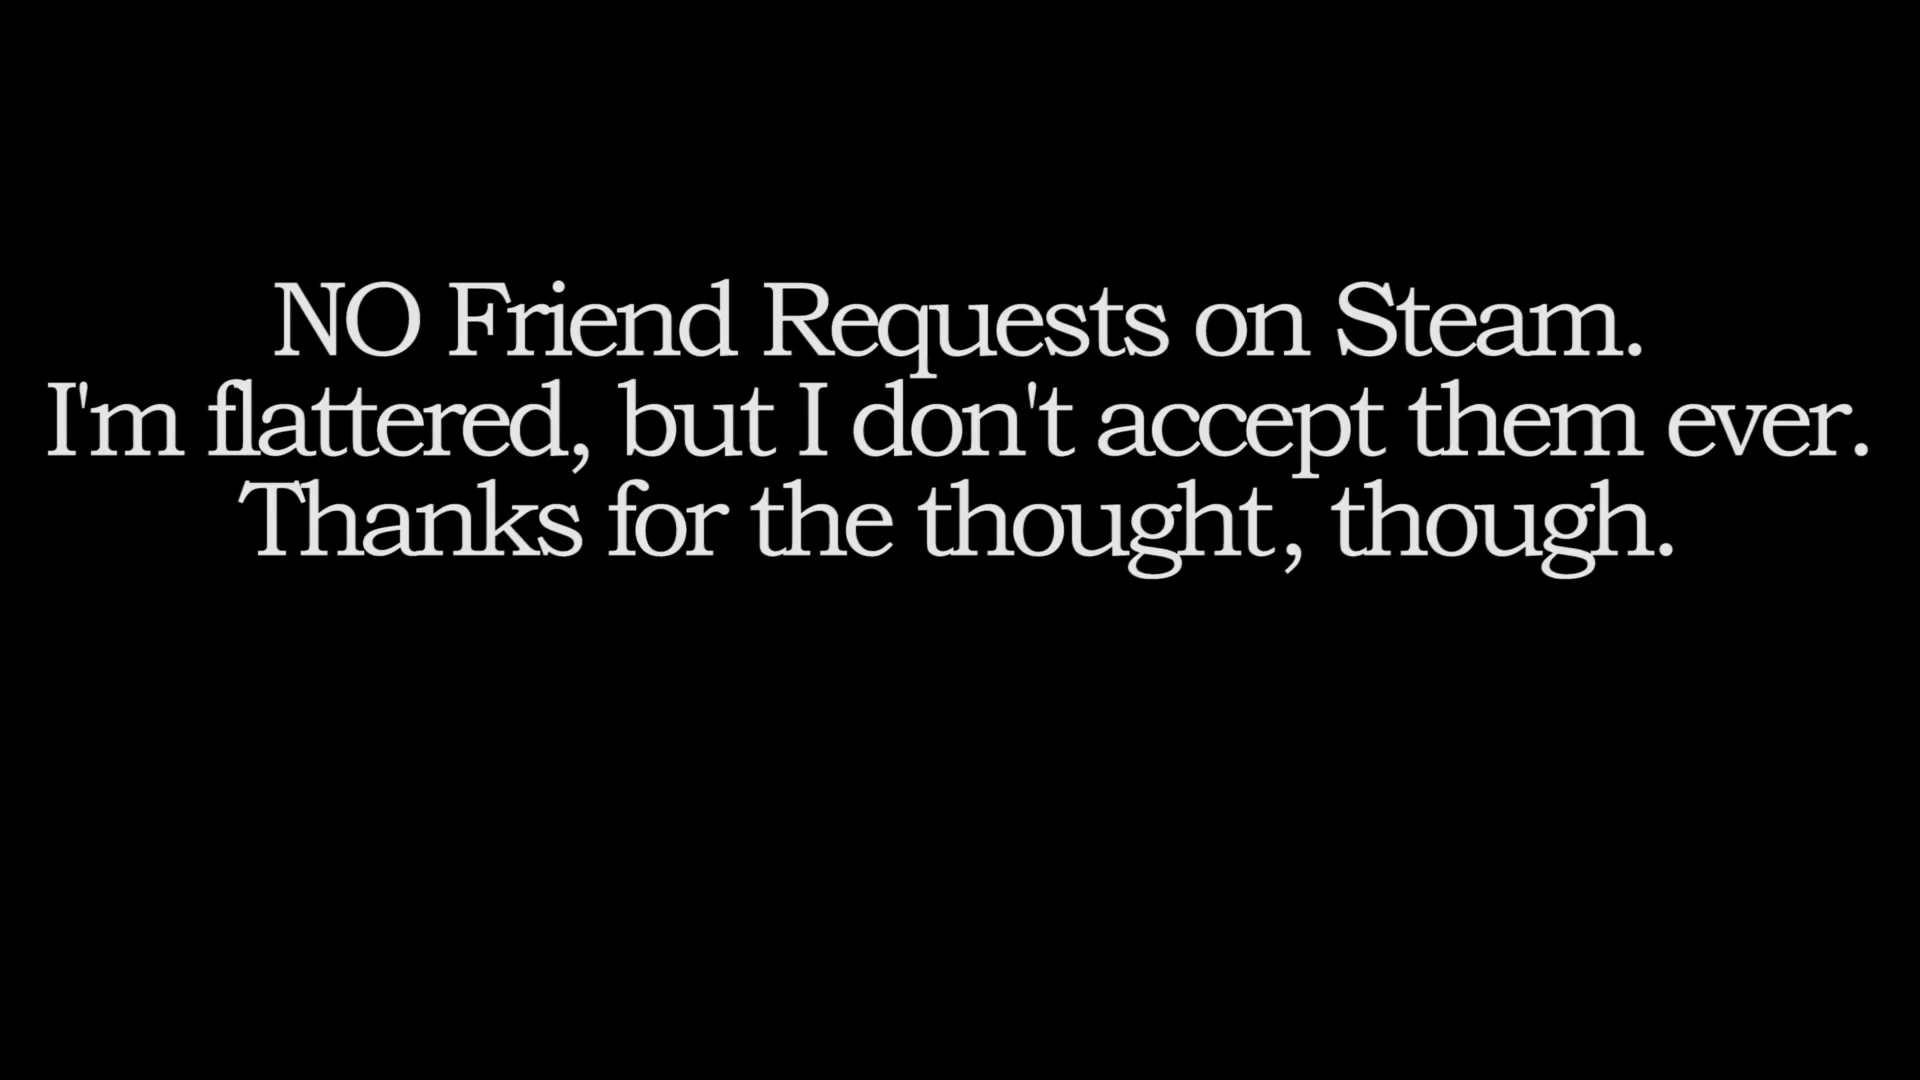 NO Friend Requests on Steam.
I'm flattered, but I don't accept them ever.
Thanks for the thought, though.